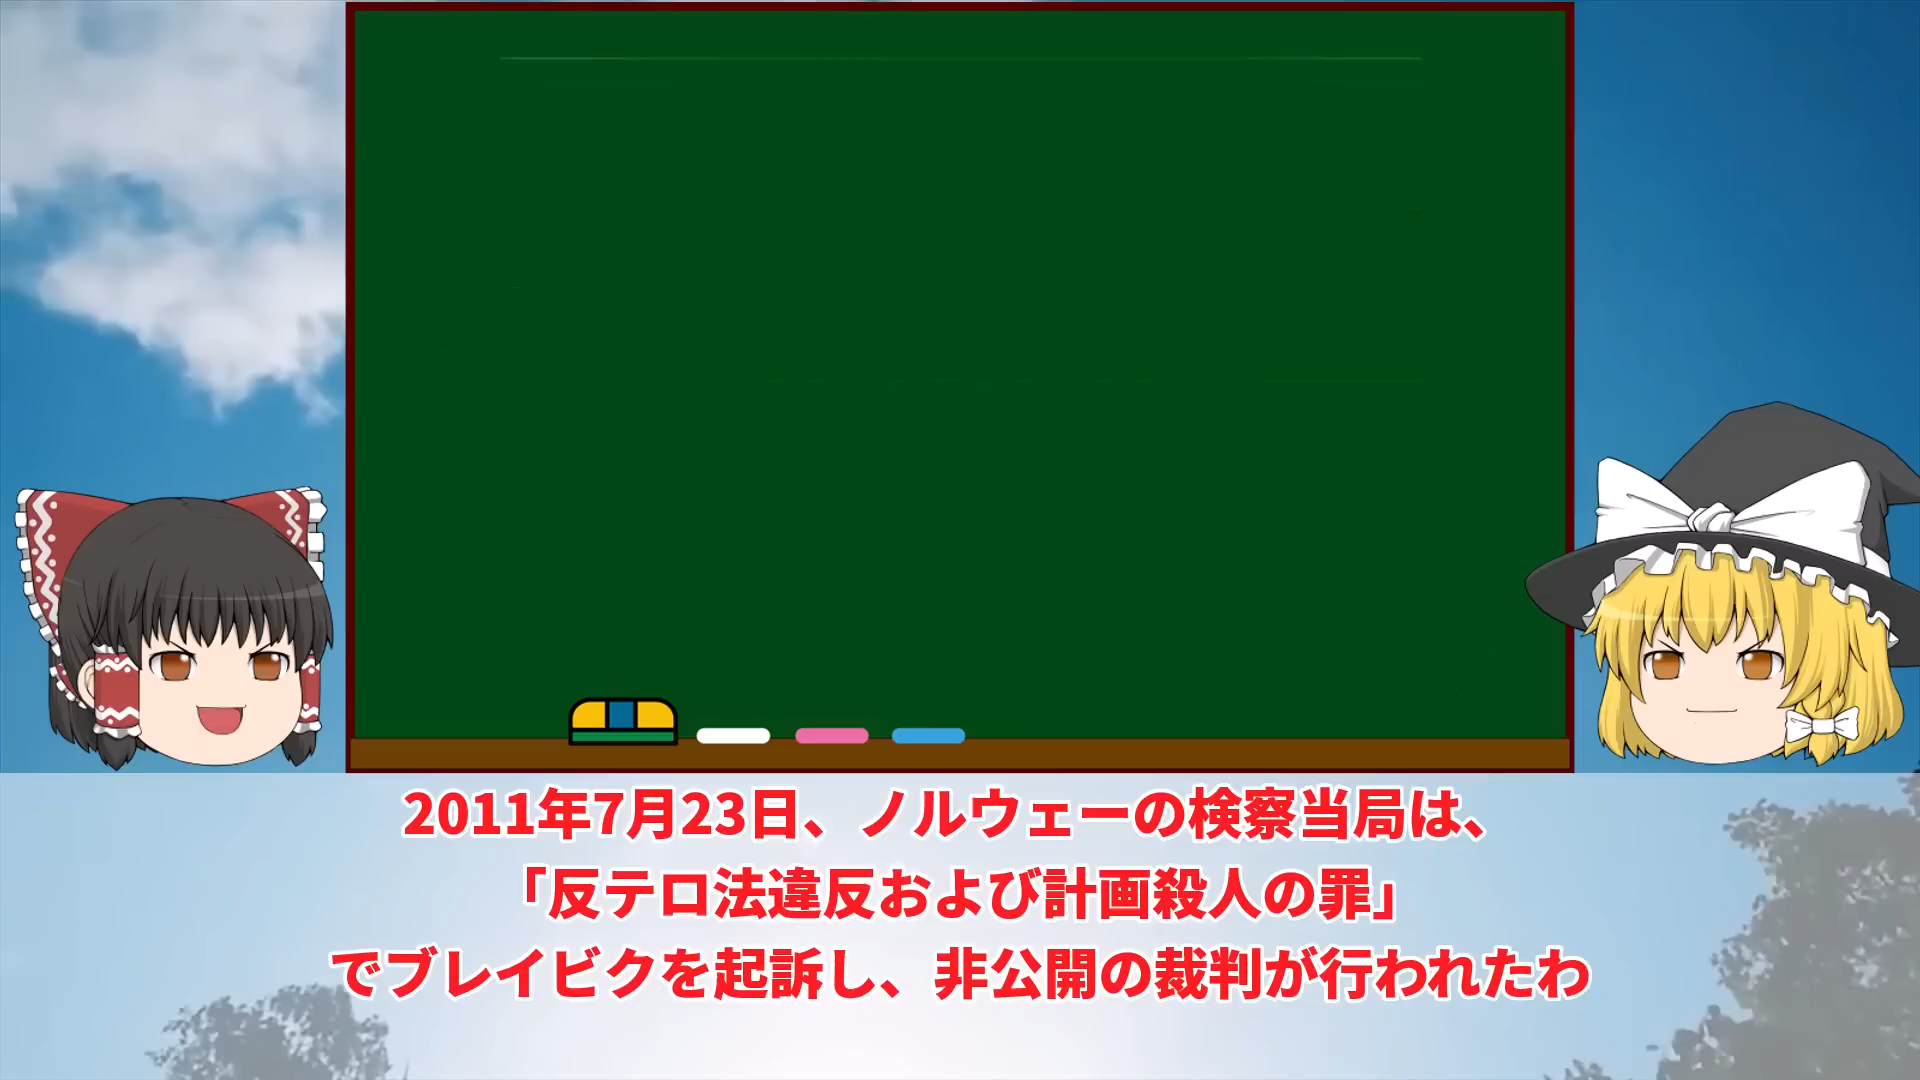 2011年7月23日、ノルウェーの検察当局は、
「反テロ法違反および計画殺人の罪」
でブレイビクを起訴し、非公開の裁判が行われたわ